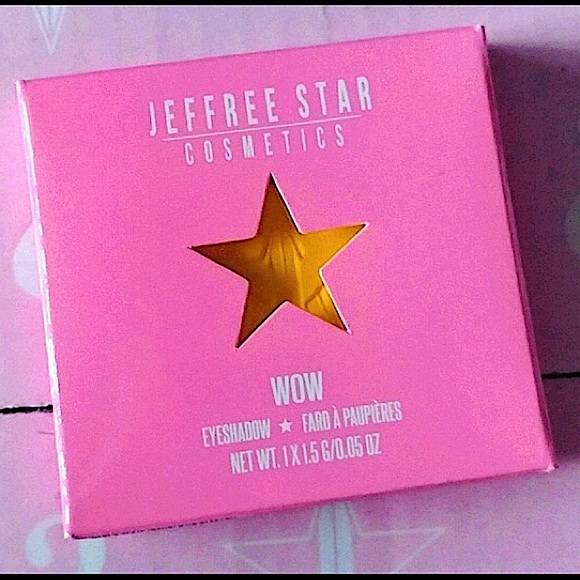 JEFFREE STAR
COSMETICS
WOW
EYESHADOW ★ FARD À PAUPIÈRES
NET WT. 1 X 1.5 G/0.05 OZ